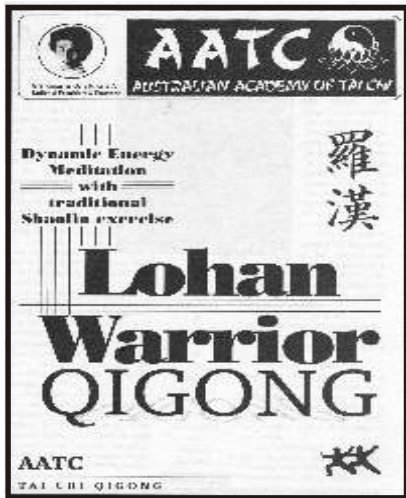 AATC
AUSTRALIAN ACADEMY OF TAI CHI
羅漢
Dynamic Energy
Meditation
with
traditional
Shaolin exercise
Lohan
Warrior
QIGONG
AATC
TAI CHI QIGONG